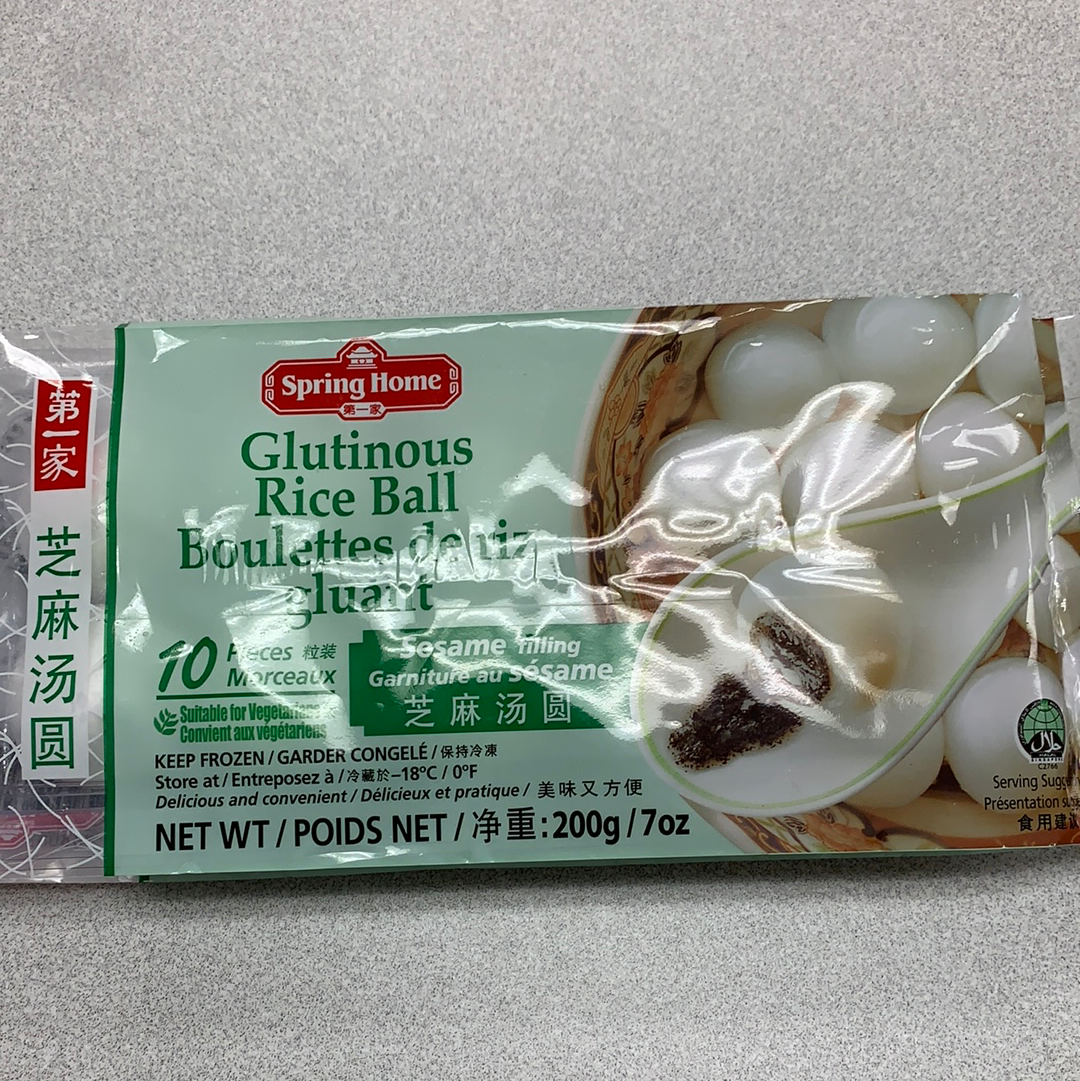 第一家
芝麻汤圆
Spring Home
第一家
Glutinous
Rice Ball
Boulettes de riz
gluant
10 Pieces 粒装
Morceaux
Sesame filling
Garniture au sésame
芝麻汤圆
Suitable for Vegetarians
Convient aux végétariens
KEEP FROZEN / GARDER CONGELÉ / 保持冷凍
Store at / Entreposez à / 冷藏於 –18°C / 0°F
Delicious and convenient / Délicieux et pratique / 美味又方便
NET WT / POIDS NET / 净重: 200g / 7oz
حلال
SINGAPORE
C2766
Serving
Présentation
食用建